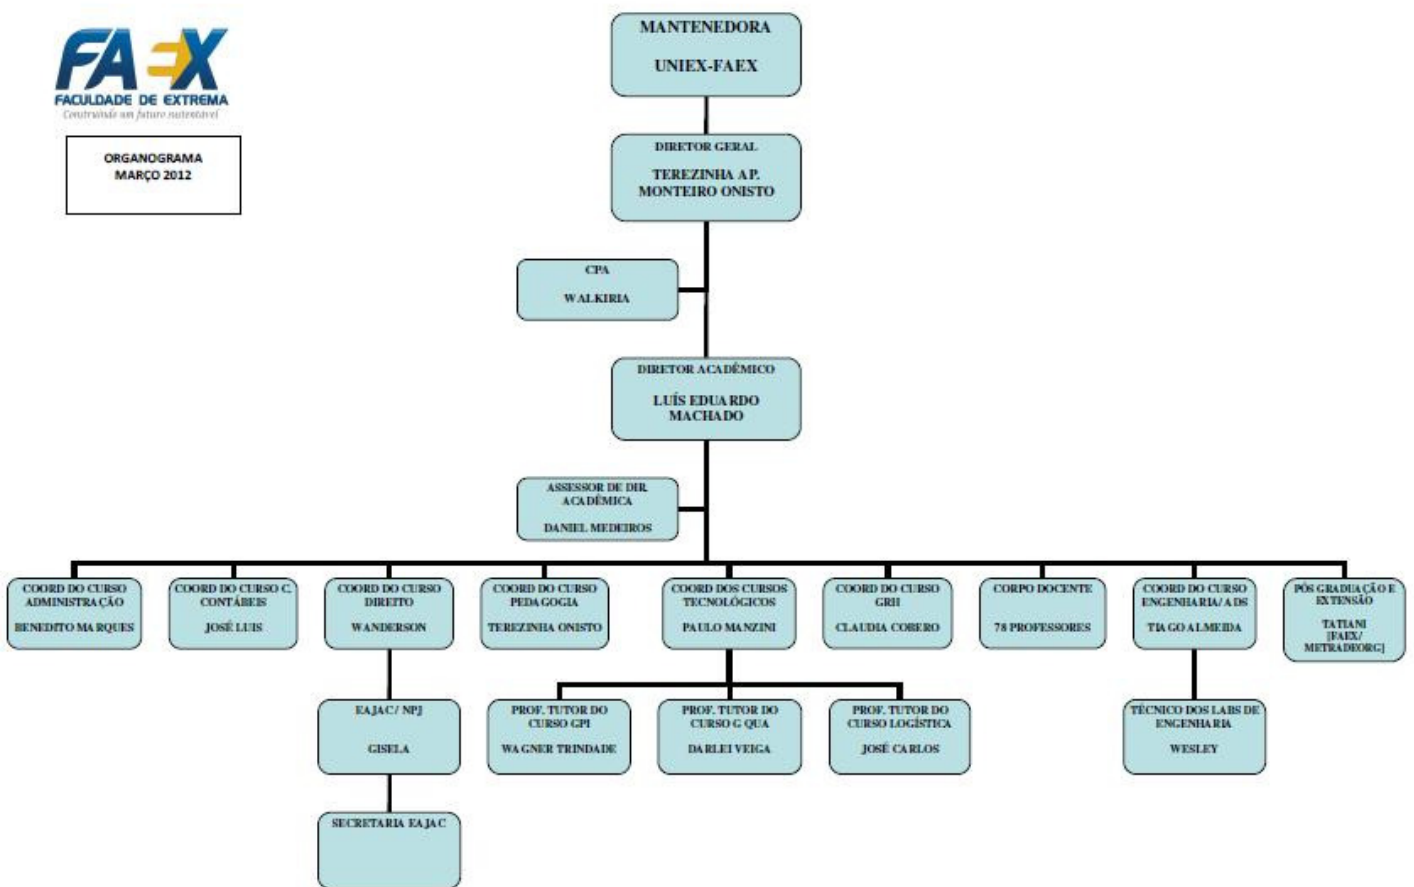 FAEX
FACULDADE DE EXTREMA
Construindo um futuro sustentável
ORGANOGRAMA
MARÇO 2012
MANTENEDORA
UNIEX-FAEX
DIRETOR GERAL
TEREZINHA AP.
MONTEIRO ONISTO
CPA
WALKIRIA
DIRETOR ACADÊMICO
LUÍS EDUARDO
MACHADO
ASSESSOR DE DIR.
ACADÊMICA
DANIEL MEDEIROS
COORD DO CURSO
ADMINISTRAÇÃO
BENEDITO MARQUES
COORD DO CURSO C.
CONTÁBEIS
JOSÉ LUIS
COORD DO CURSO
DIREITO
WANDERSON
COORD DO CURSO
PEDAGOGIA
TEREZINHA ONISTO
COORD DOS CURSOS
TECNOLÓGICOS
PAULO MANZINI
COORD DO CURSO
GRH
CLAUDIA COBERO
CORPO DOCENTE
78 PROFESSORES
COORD DO CURSO
ENGENHARIA/ADS
TIAGO ALMEIDA
PÓS GRADUAÇÃO E
EXTENSÃO
TATIANI
[FAEX/
METRADEORG]
EAJAC/ NPJ
GISELA
PROF. TUTOR DO
CURSO GPI
WAGNER TRINDADE
PROF. TUTOR DO
CURSO G QUA
DARLEI VEIGA
PROF. TUTOR DO
CURSO LOGÍSTICA
JOSÉ CARLOS
TÉCNICO DOS LABS DE
ENGENHARIA
WESLEY
SECRETARIA EAJAC